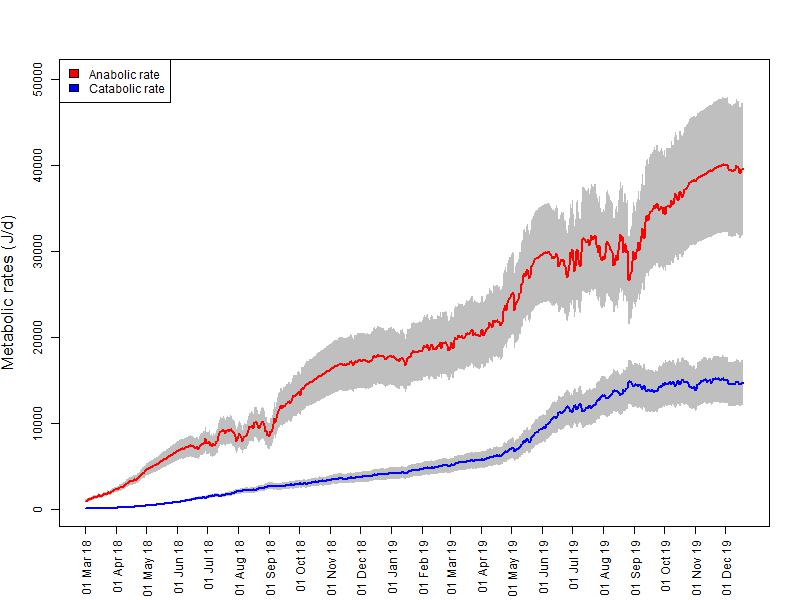 Anabolic rate
Catabolic rate
Metabolic rates (J/d)
50000
40000
30000
20000
10000
0
01 Mar 18
01 Apr 18
01 May 18
01 Jun 18
01 Jul 18
01 Aug 18
01 Sep 18
01 Oct 18
01 Nov 18
01 Dec 18
01 Jan 19
01 Feb 19
01 Mar 19
01 Apr 19
01 May 19
01 Jun 19
01 Jul 19
01 Aug 19
01 Sep 19
01 Oct 19
01 Nov 19
01 Dec 19